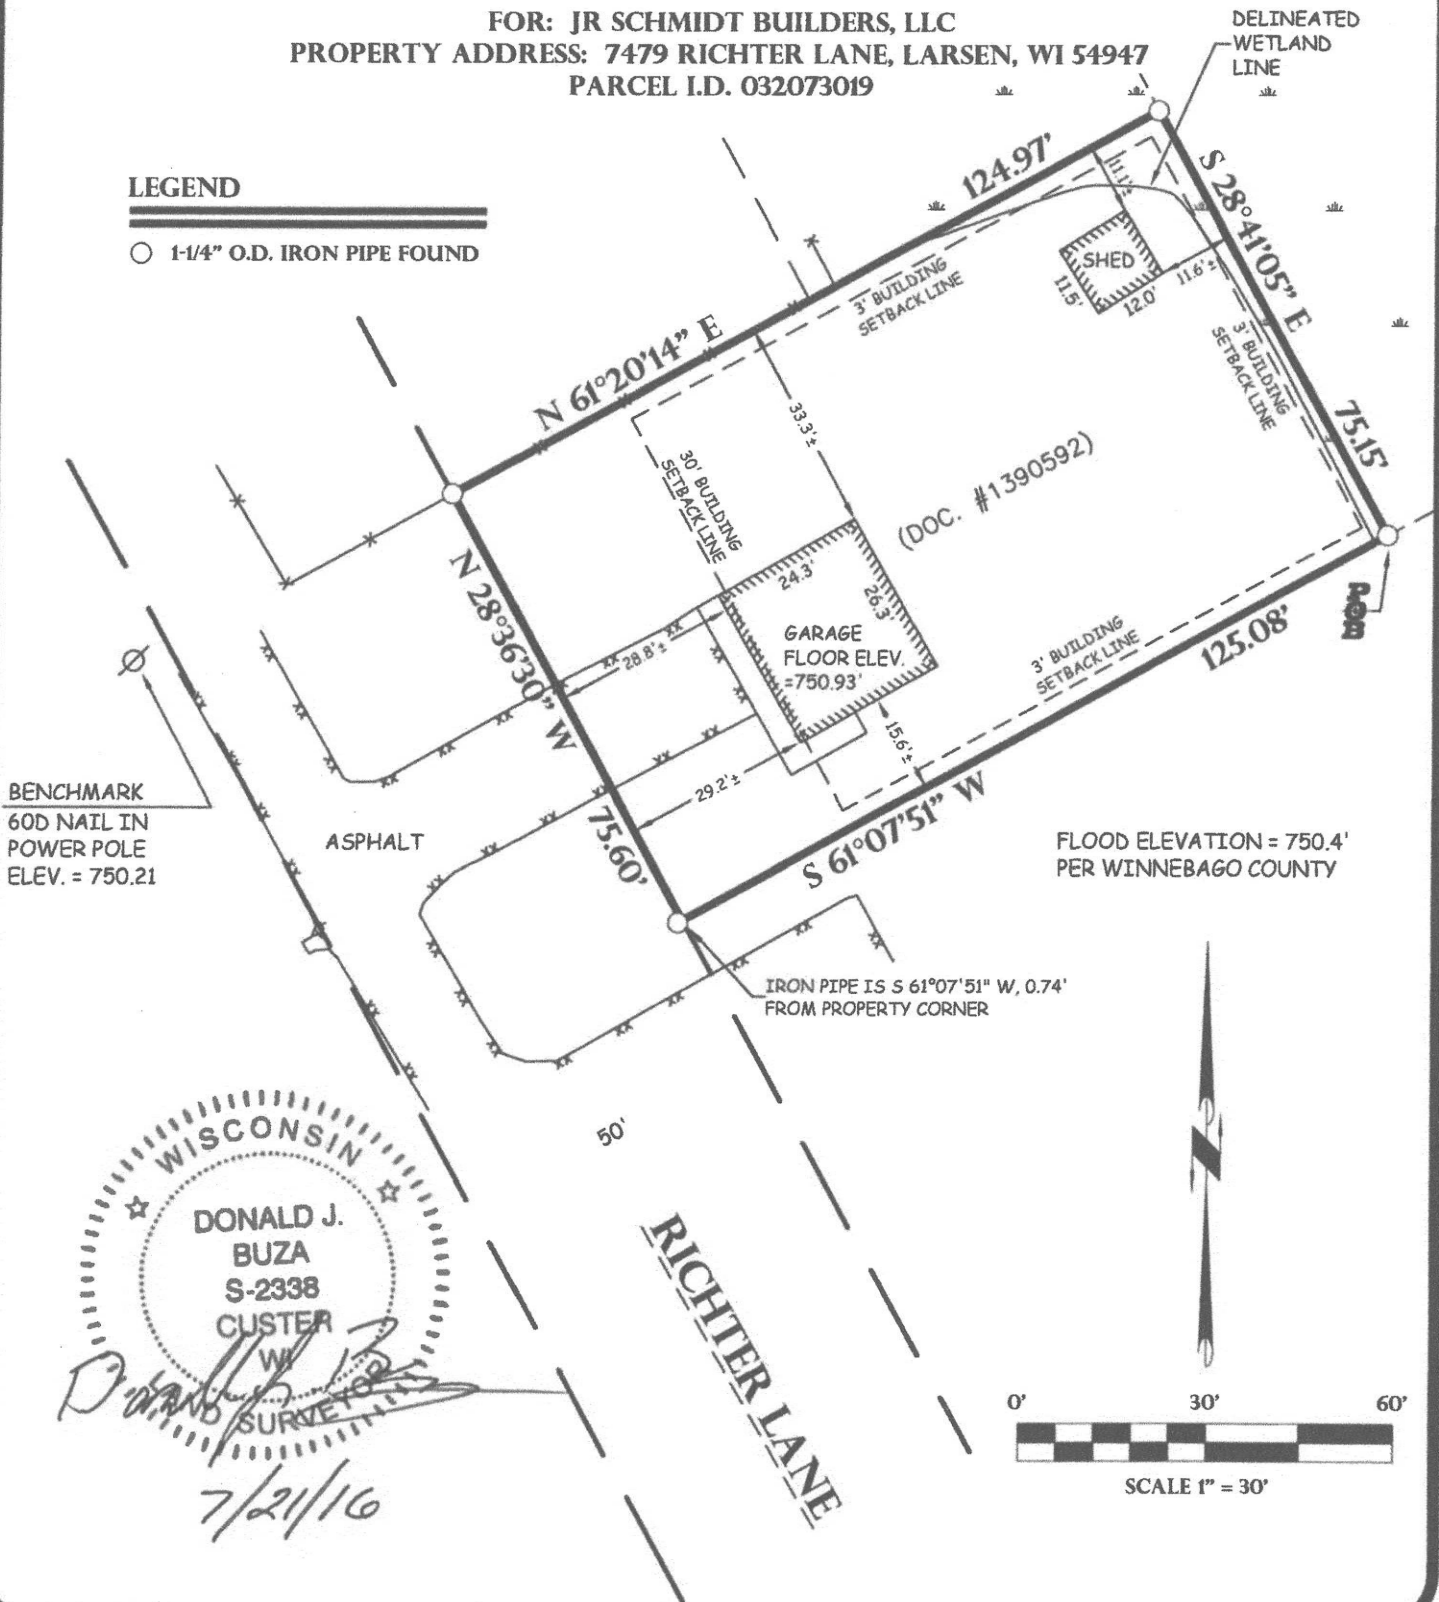 FOR: JR SCHMIDT BUILDERS, LLC
PROPERTY ADDRESS: 7479 RICHTER LANE, LARSEN, WI 54947
PARCEL I.D. 032073019
DELINEATED
WETLAND
LINE
LEGEND
1-1/4" O.D. IRON PIPE FOUND
124.97'
N 61°20'14" E
S 28°41'05" E
75.15'
11.1'±
SHED
11.5'
12.0'
11.6'±
3' BUILDING
SETBACK LINE
3' BUILDING
SETBACK LINE
33.3'±
30' BUILDING
SETBACK LINE
(DOC. #1390592)
N 28°36'30" W
75.60'
24.3'
26.3'
GARAGE
FLOOR ELEV.
=750.93'
28.8'±
29.2'±
15.6'±
3' BUILDING
SETBACK LINE
125.08'
S 61°07'51" W
POB
BENCHMARK
60D NAIL IN
POWER POLE
ELEV. = 750.21
ASPHALT
FLOOD ELEVATION = 750.4'
PER WINNEBAGO COUNTY
IRON PIPE IS S 61°07'51" W, 0.74'
FROM PROPERTY CORNER
50'
RICHTER LANE
WISCONSIN
DONALD J.
BUZA
S-2338
CUSTER
WI
LAND SURVEYOR
7/21/16
N
0' 30' 60'
SCALE 1" = 30'